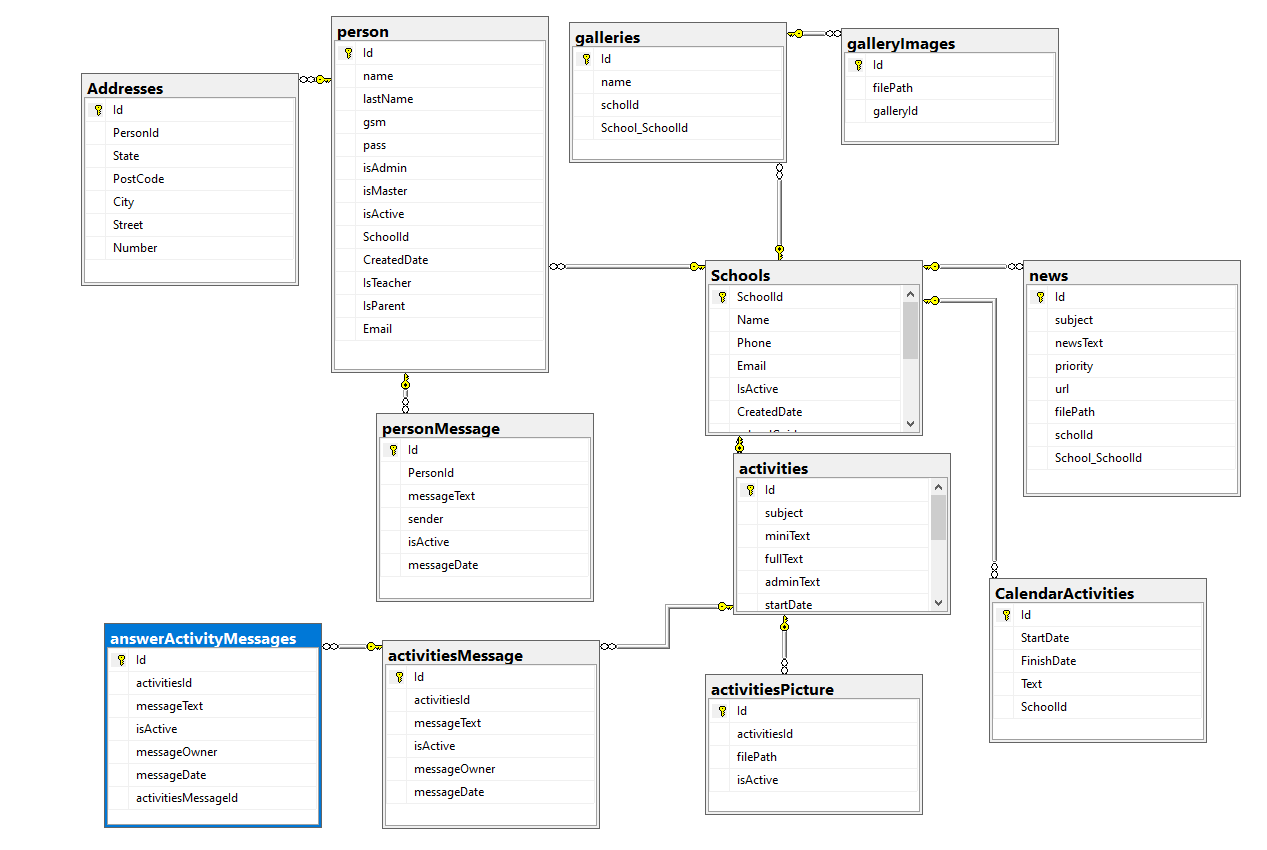 person
Id
name
lastName
gsm
pass
isAdmin
isMaster
isActive
SchoolId
CreatedDate
IsTeacher
IsParent
Email
galleries
Id
name
scholId
School_SchoolId
galleryImages
Id
filePath
galleryId
Addresses
Id
PersonId
State
PostCode
City
Street
Number
Schools
SchoolId
Name
Phone
Email
IsActive
CreatedDate
news
Id
subject
newsText
priority
url
filePath
scholId
School_SchoolId
personMessage
Id
PersonId
messageText
sender
isActive
messageDate
activities
Id
subject
miniText
fullText
adminText
startDate
CalendarActivities
Id
StartDate
FinishDate
Text
SchoolId
answerActivityMessages
Id
activitiesId
messageText
isActive
messageOwner
messageDate
activitiesMessageId
activitiesMessage
Id
activitiesId
messageText
isActive
messageOwner
messageDate
activitiesPicture
Id
activitiesId
filePath
isActive